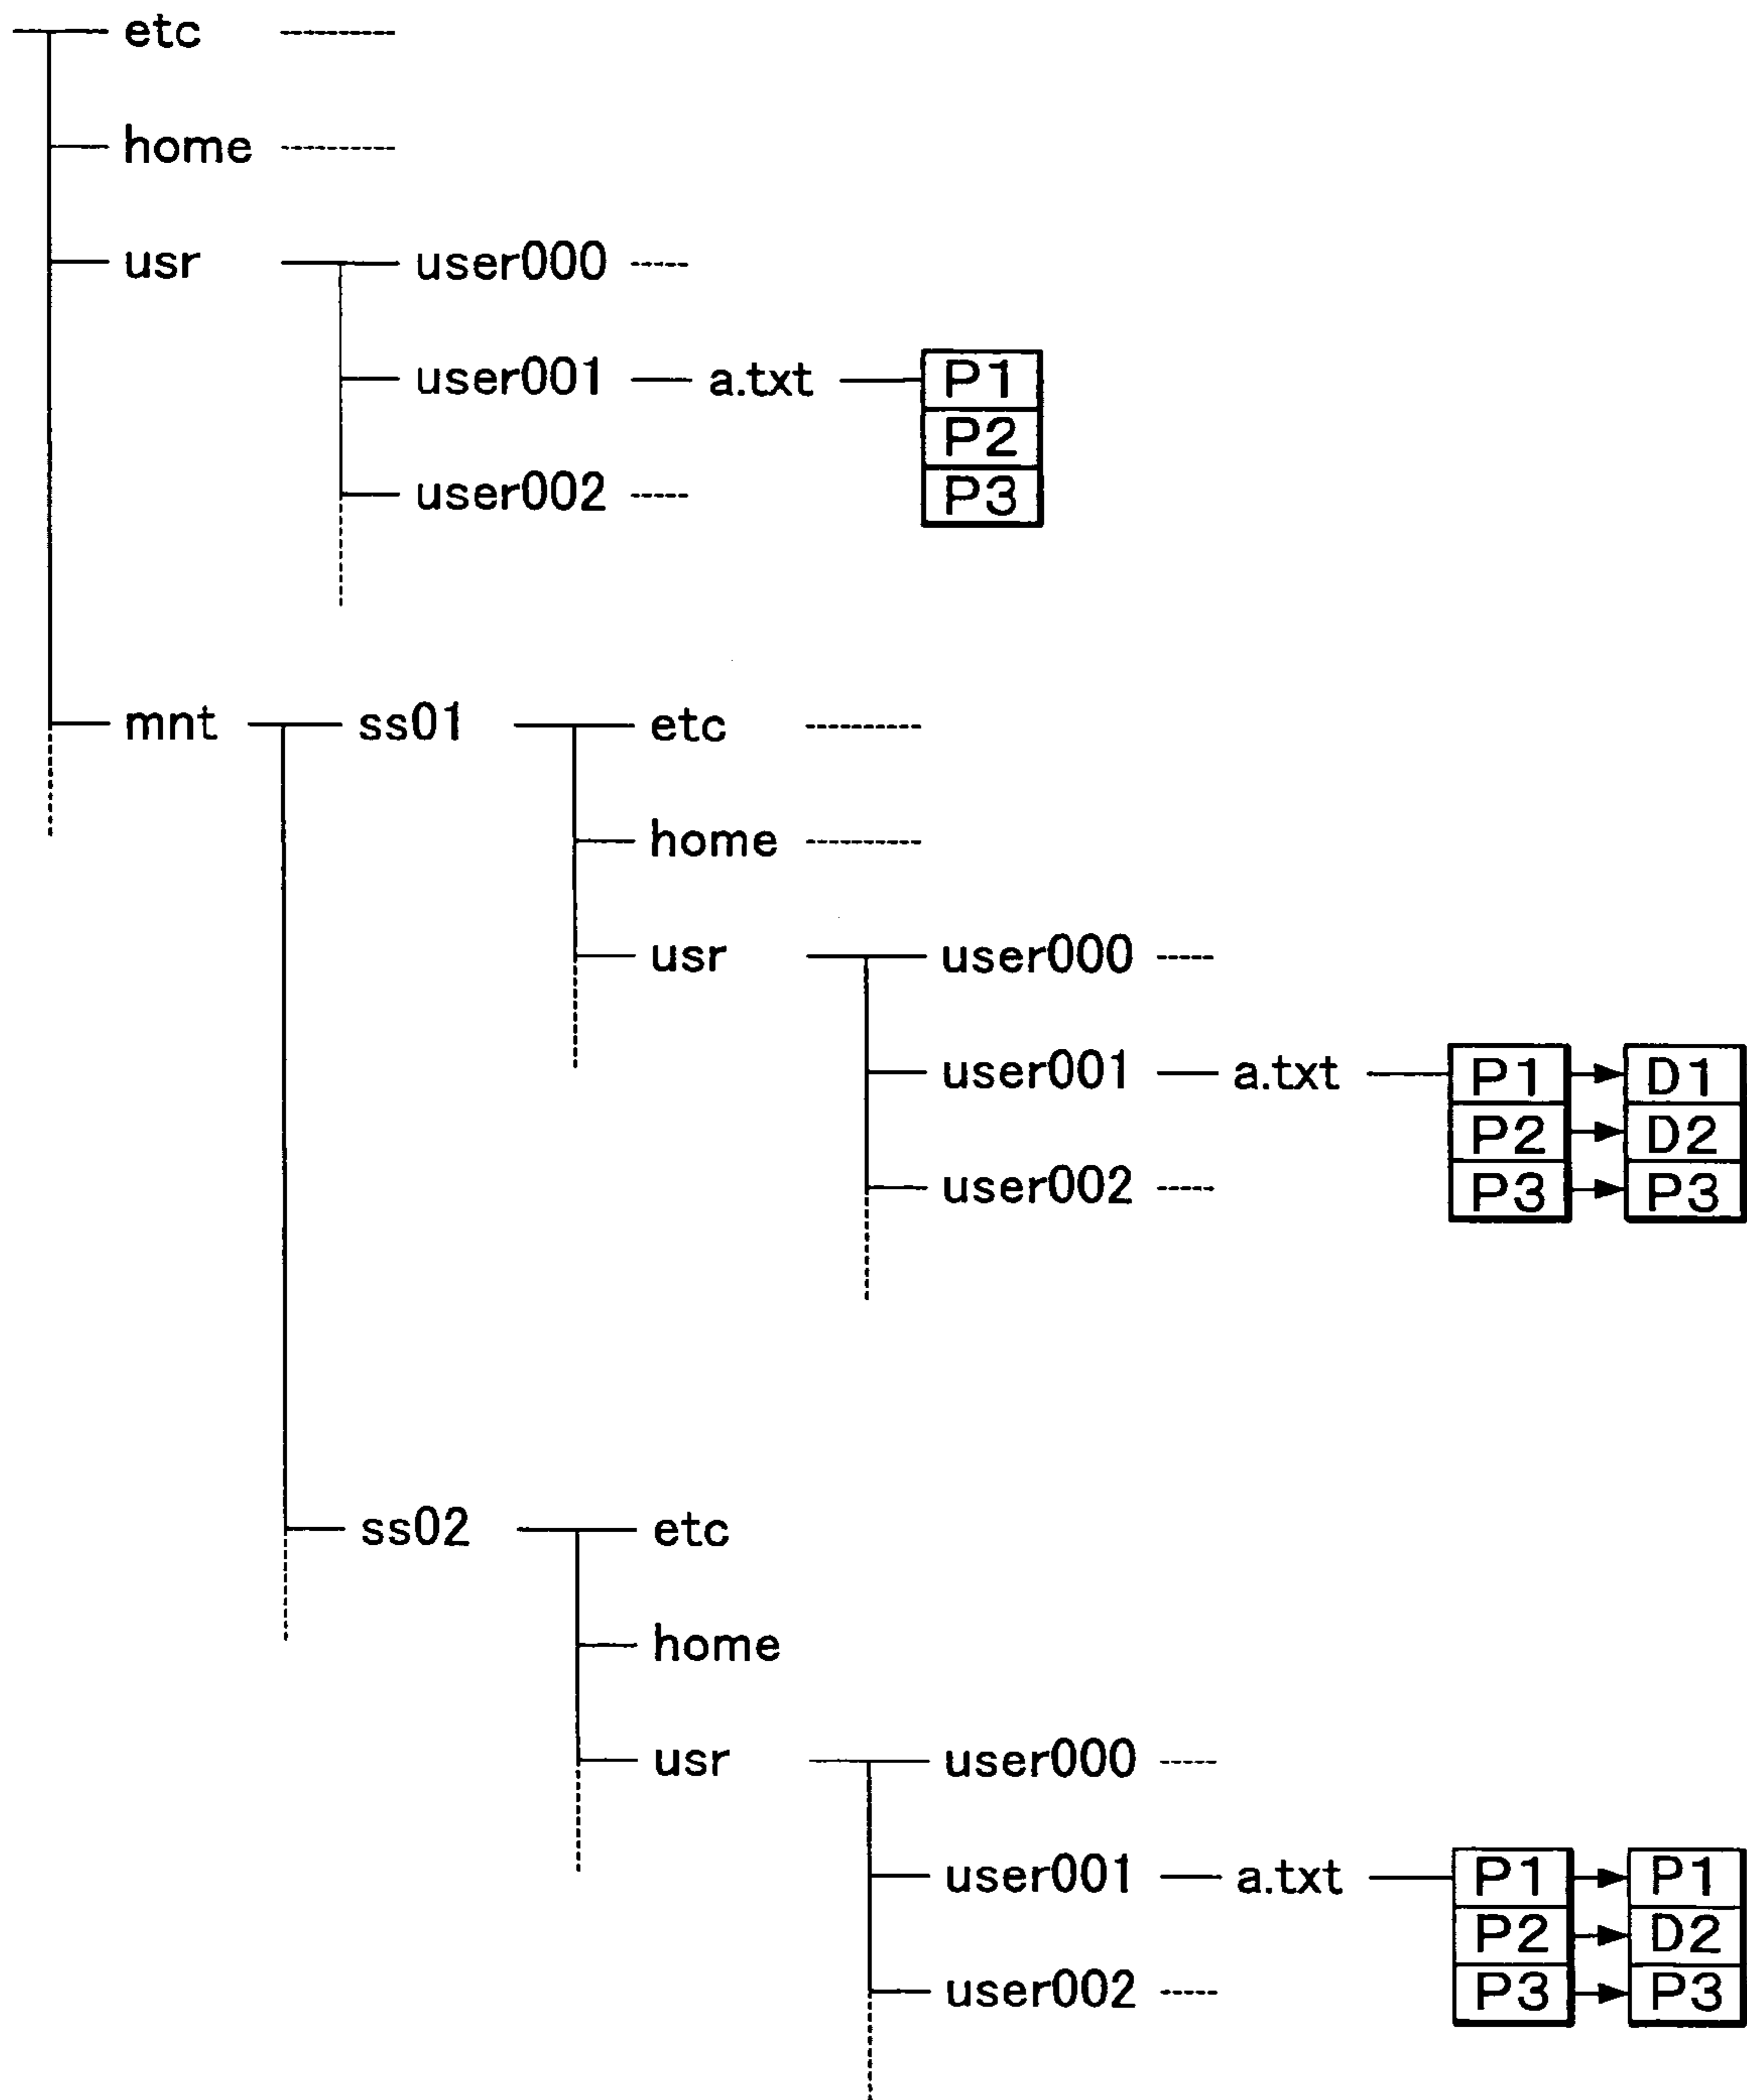 etc
home
usr user000
user001 a.txt P1
P2
user002 P3
mnt ss01 etc
home
usr user000
user001 a.txt P1 D1
P2 D2
user002 P3 P3
ss02 etc
home
usr user000
user001 a.txt P1 P1
P2 D2
user002 P3 P3